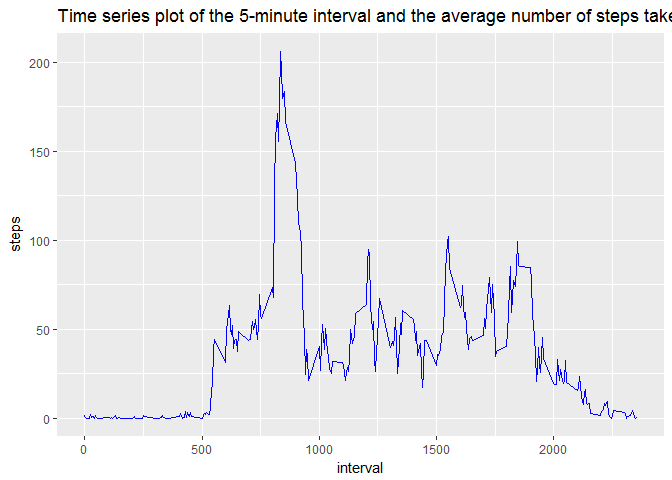 Time series plot of the 5-minute interval and the average number of steps take
200
150
100
50
0
steps
0 500 1000 1500 2000
interval